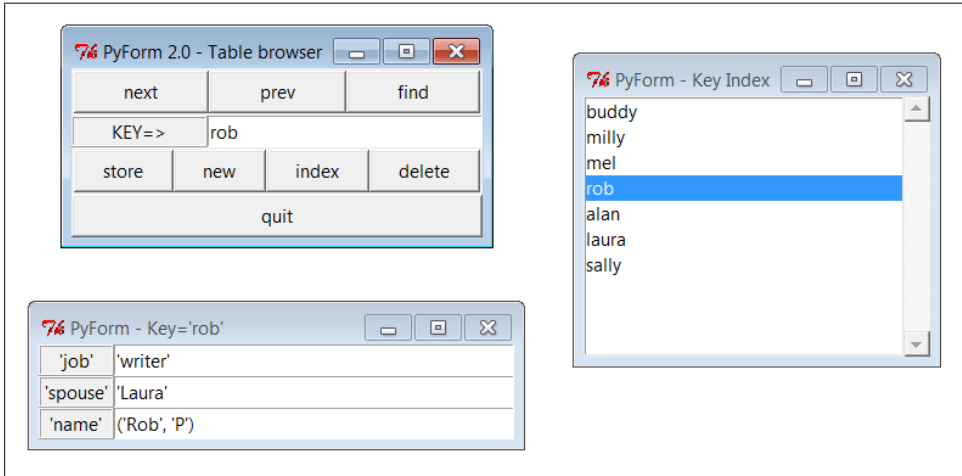 PyForm 2.0 - Table browser
next prev find
KEY=> rob
store new index delete
quit
PyForm - Key Index
buddy
milly
mel
rob
alan
laura
sally
PyForm - Key='rob'
'job' 'writer'
'spouse' 'Laura'
'name' ('Rob', 'P')